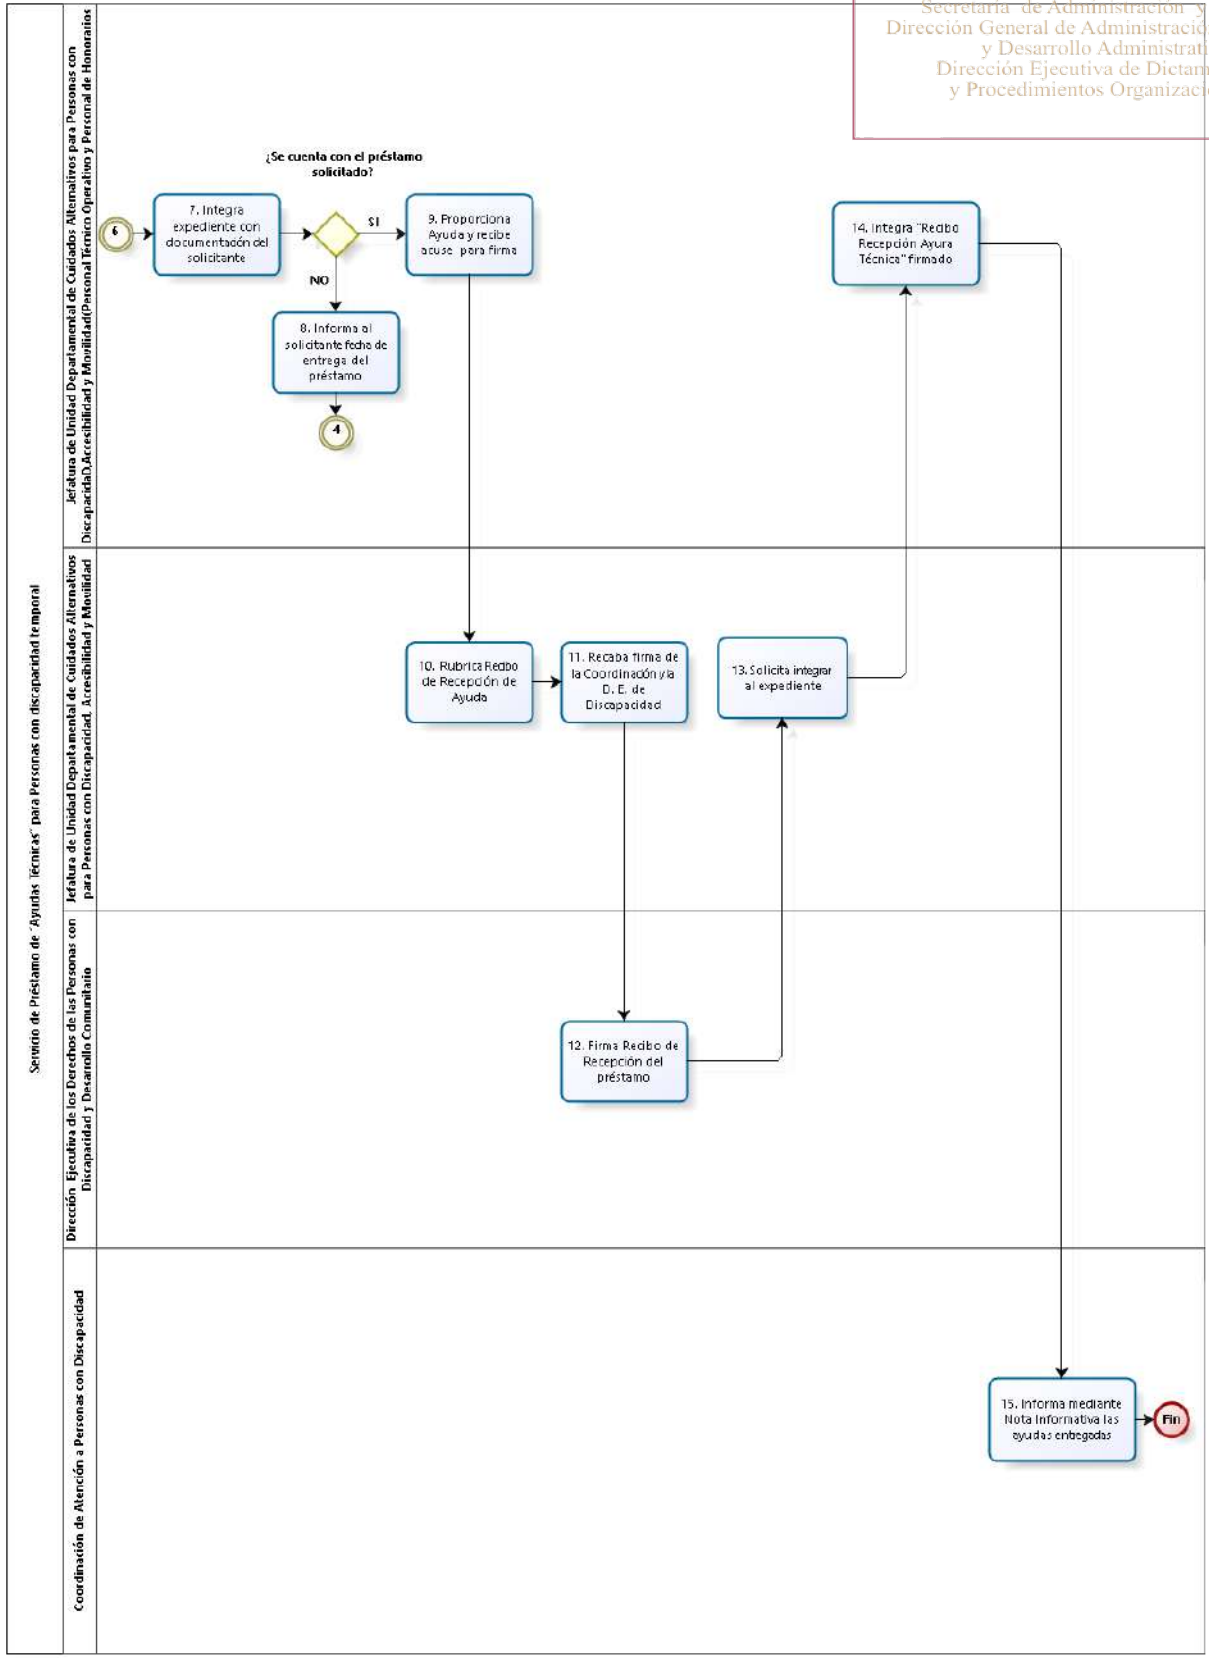 Secretaría de Administración y
Dirección General de Administració
y Desarrollo Administrati
Dirección Ejecutiva de Dictam
y Procedimientos Organizaci
Servicio de Préstamo de "Ayudas Técnicas" para Personas con discapacidad temporal
Jefatura de Unidad Departamental de Cuidados Alternativos para Personas con
DiscapacidaD,Accesibilidad y Movilidad(Personal Técnico Operativo y Personal de Honorarios
¿Se cuenta con el préstamo
solicitado?
6
7. Integra
expediente con
documentación del
solicitante
SI
NO
9. Proporciona
Ayuda y recibe
acuse para firma
8. Informa al
solicitante fecha de
entrega del
préstamo
4
14. Integra "Recibo
Recepción Ayura
Técnica" firmado
Jefatura de Unidad Departamental de Cuidados Alternativos
para Personas con Discapacidad, Accesibilidad y Movilidad
10. Rubrica Recibo
de Recepción de
Ayuda
11. Recaba firma de
la Coordinación y la
D. E. de
Discapacidad
13. Solicita integrar
al expediente
Dirección Ejecutiva de los Derechos de las Personas con
Discapacidad y Desarrollo Comunitario
12. Firma Recibo de
Recepción del
préstamo
Coordinación de Atención a Personas con Discapacidad
15. Informa mediante
Nota Informativa las
ayudas entregadas
Fin